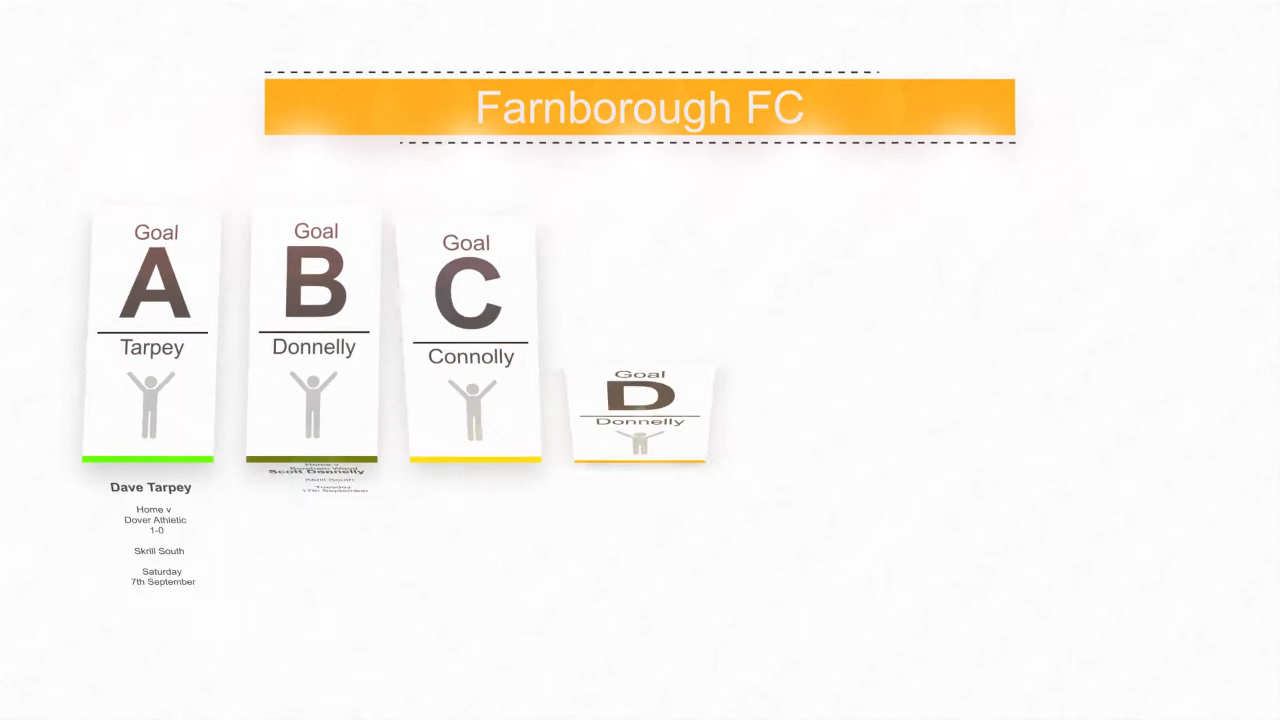 Farnborough FC
Goal
A
Tarpey
Goal
B
Donnelly
Goal
C
Connolly
Goal
D
Donnelly
Dave Tarpey
Home v
Dover Athletic
1-0
Skrill South
Saturday
7th September
Home v
Scott Donnelly
Skrill South
Tuesday
17th September